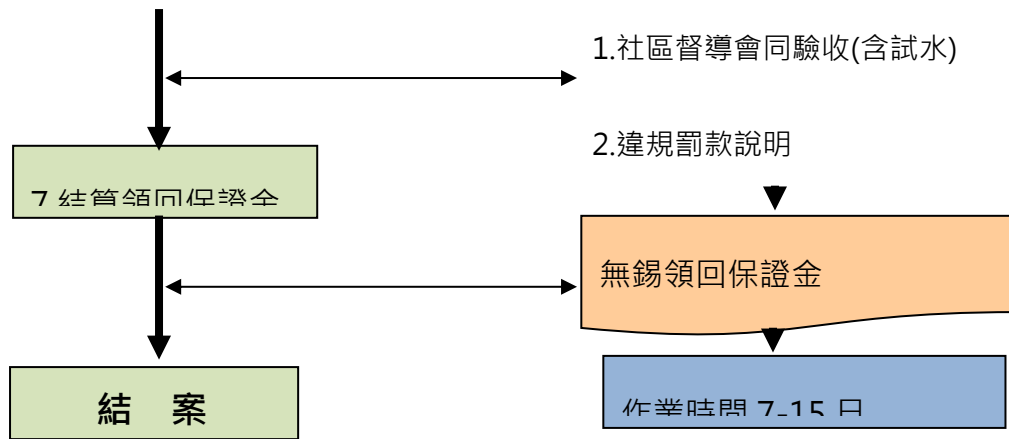 1.社區督導會同驗收(含試水)
2.違規罰款說明
7.結算領回保證金
無錫領回保證金
結 案
作業時間 7-15 日